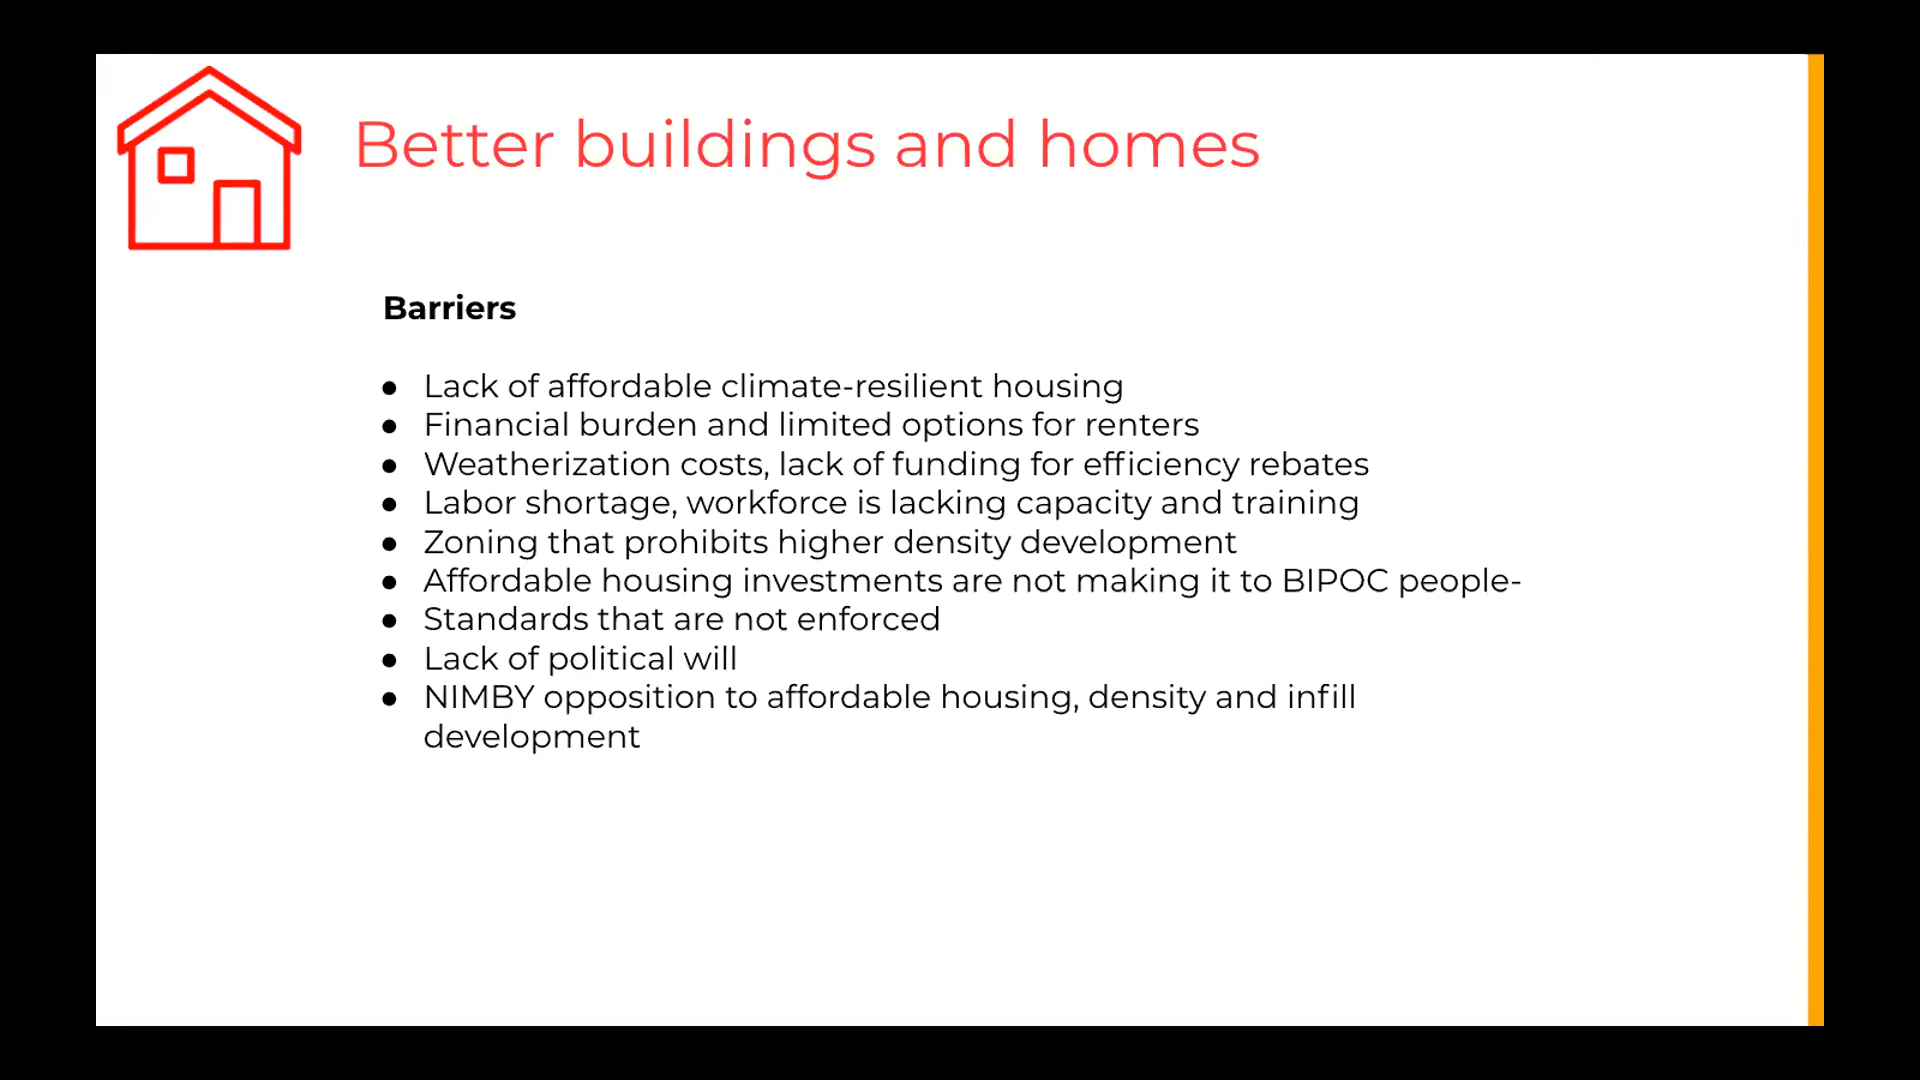 Better buildings and homes
Barriers
● Lack of affordable climate-resilient housing
● Financial burden and limited options for renters
● Weatherization costs, lack of funding for efficiency rebates
● Labor shortage, workforce is lacking capacity and training
● Zoning that prohibits higher density development
● Affordable housing investments are not making it to BIPOC people-
● Standards that are not enforced
● Lack of political will
● NIMBY opposition to affordable housing, density and infill
development